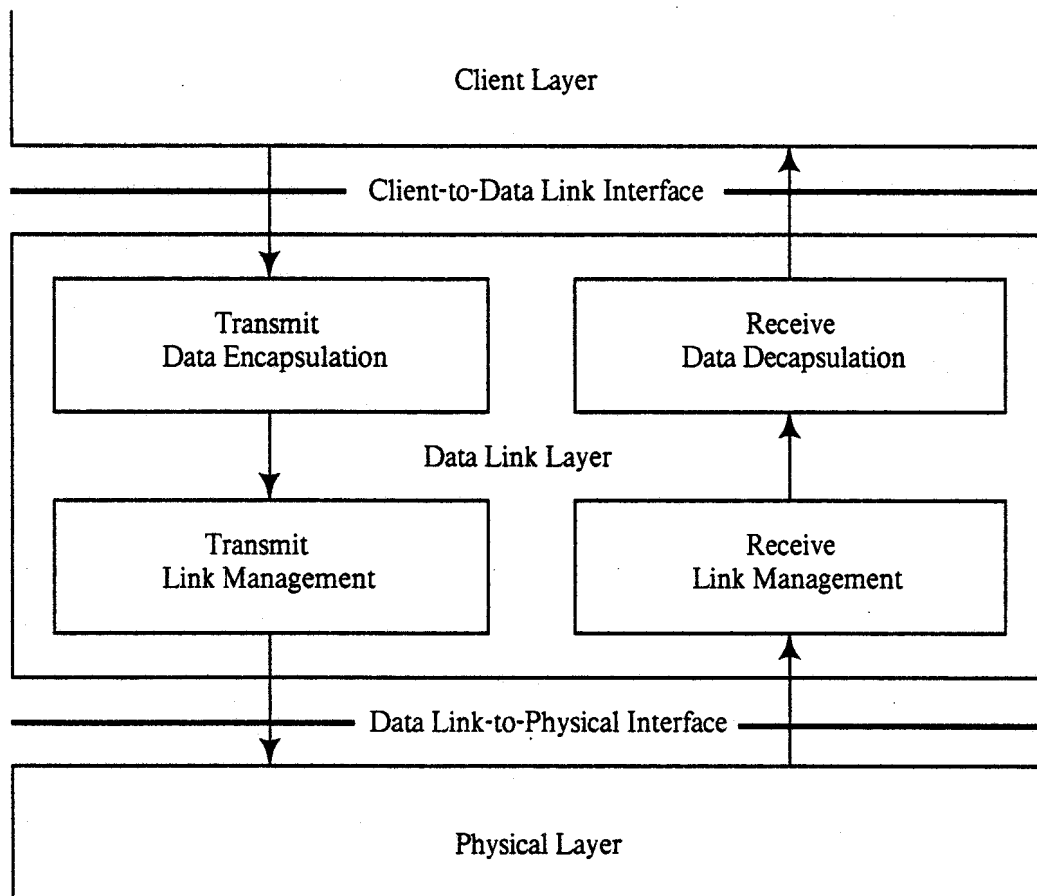 Client Layer
Client-to-Data Link Interface
Transmit
Data Encapsulation
Receive
Data Decapsulation
Data Link Layer
Transmit
Link Management
Receive
Link Management
Data Link-to-Physical Interface
Physical Layer